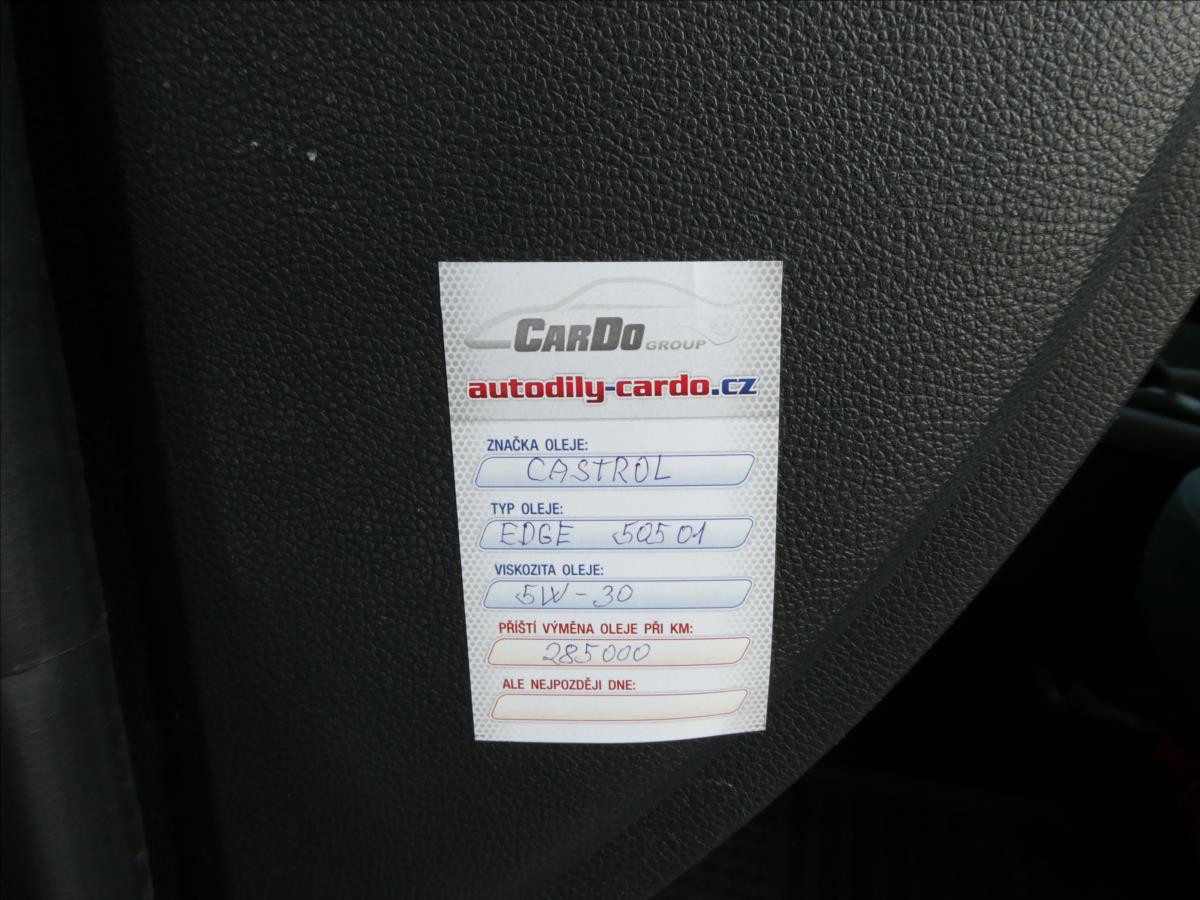 CARDO GROUP
autodily-cardo.cz
ZNAČKA OLEJE:
CASTROL
TYP OLEJE:
EDGE 50501
VISKOZITA OLEJE:
5W-30
PŘÍŠTÍ VÝMĚNA OLEJE PŘI KM:
285000
ALE NEJPOZDĚJI DNE: